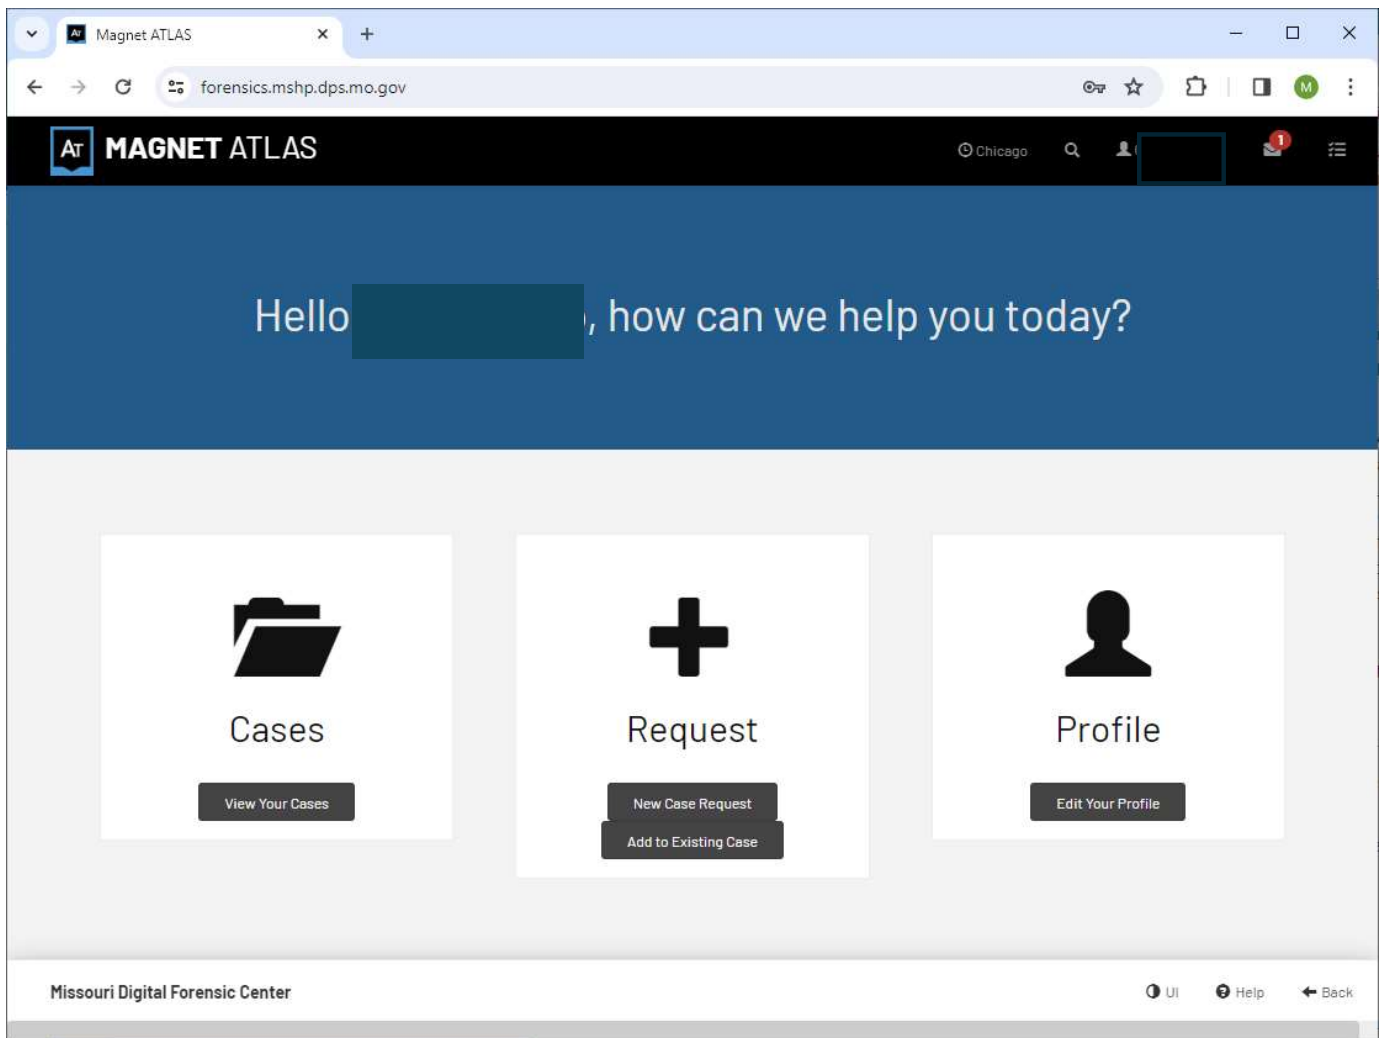 AT Magnet ATLAS
forensics.mshp.dps.mo.gov
M
AT MAGNET ATLAS
Chicago
1
Hello , how can we help you today?
Cases
View Your Cases
Request
New Case Request
Add to Existing Case
Profile
Edit Your Profile
Missouri Digital Forensic Center
UI
Help
Back